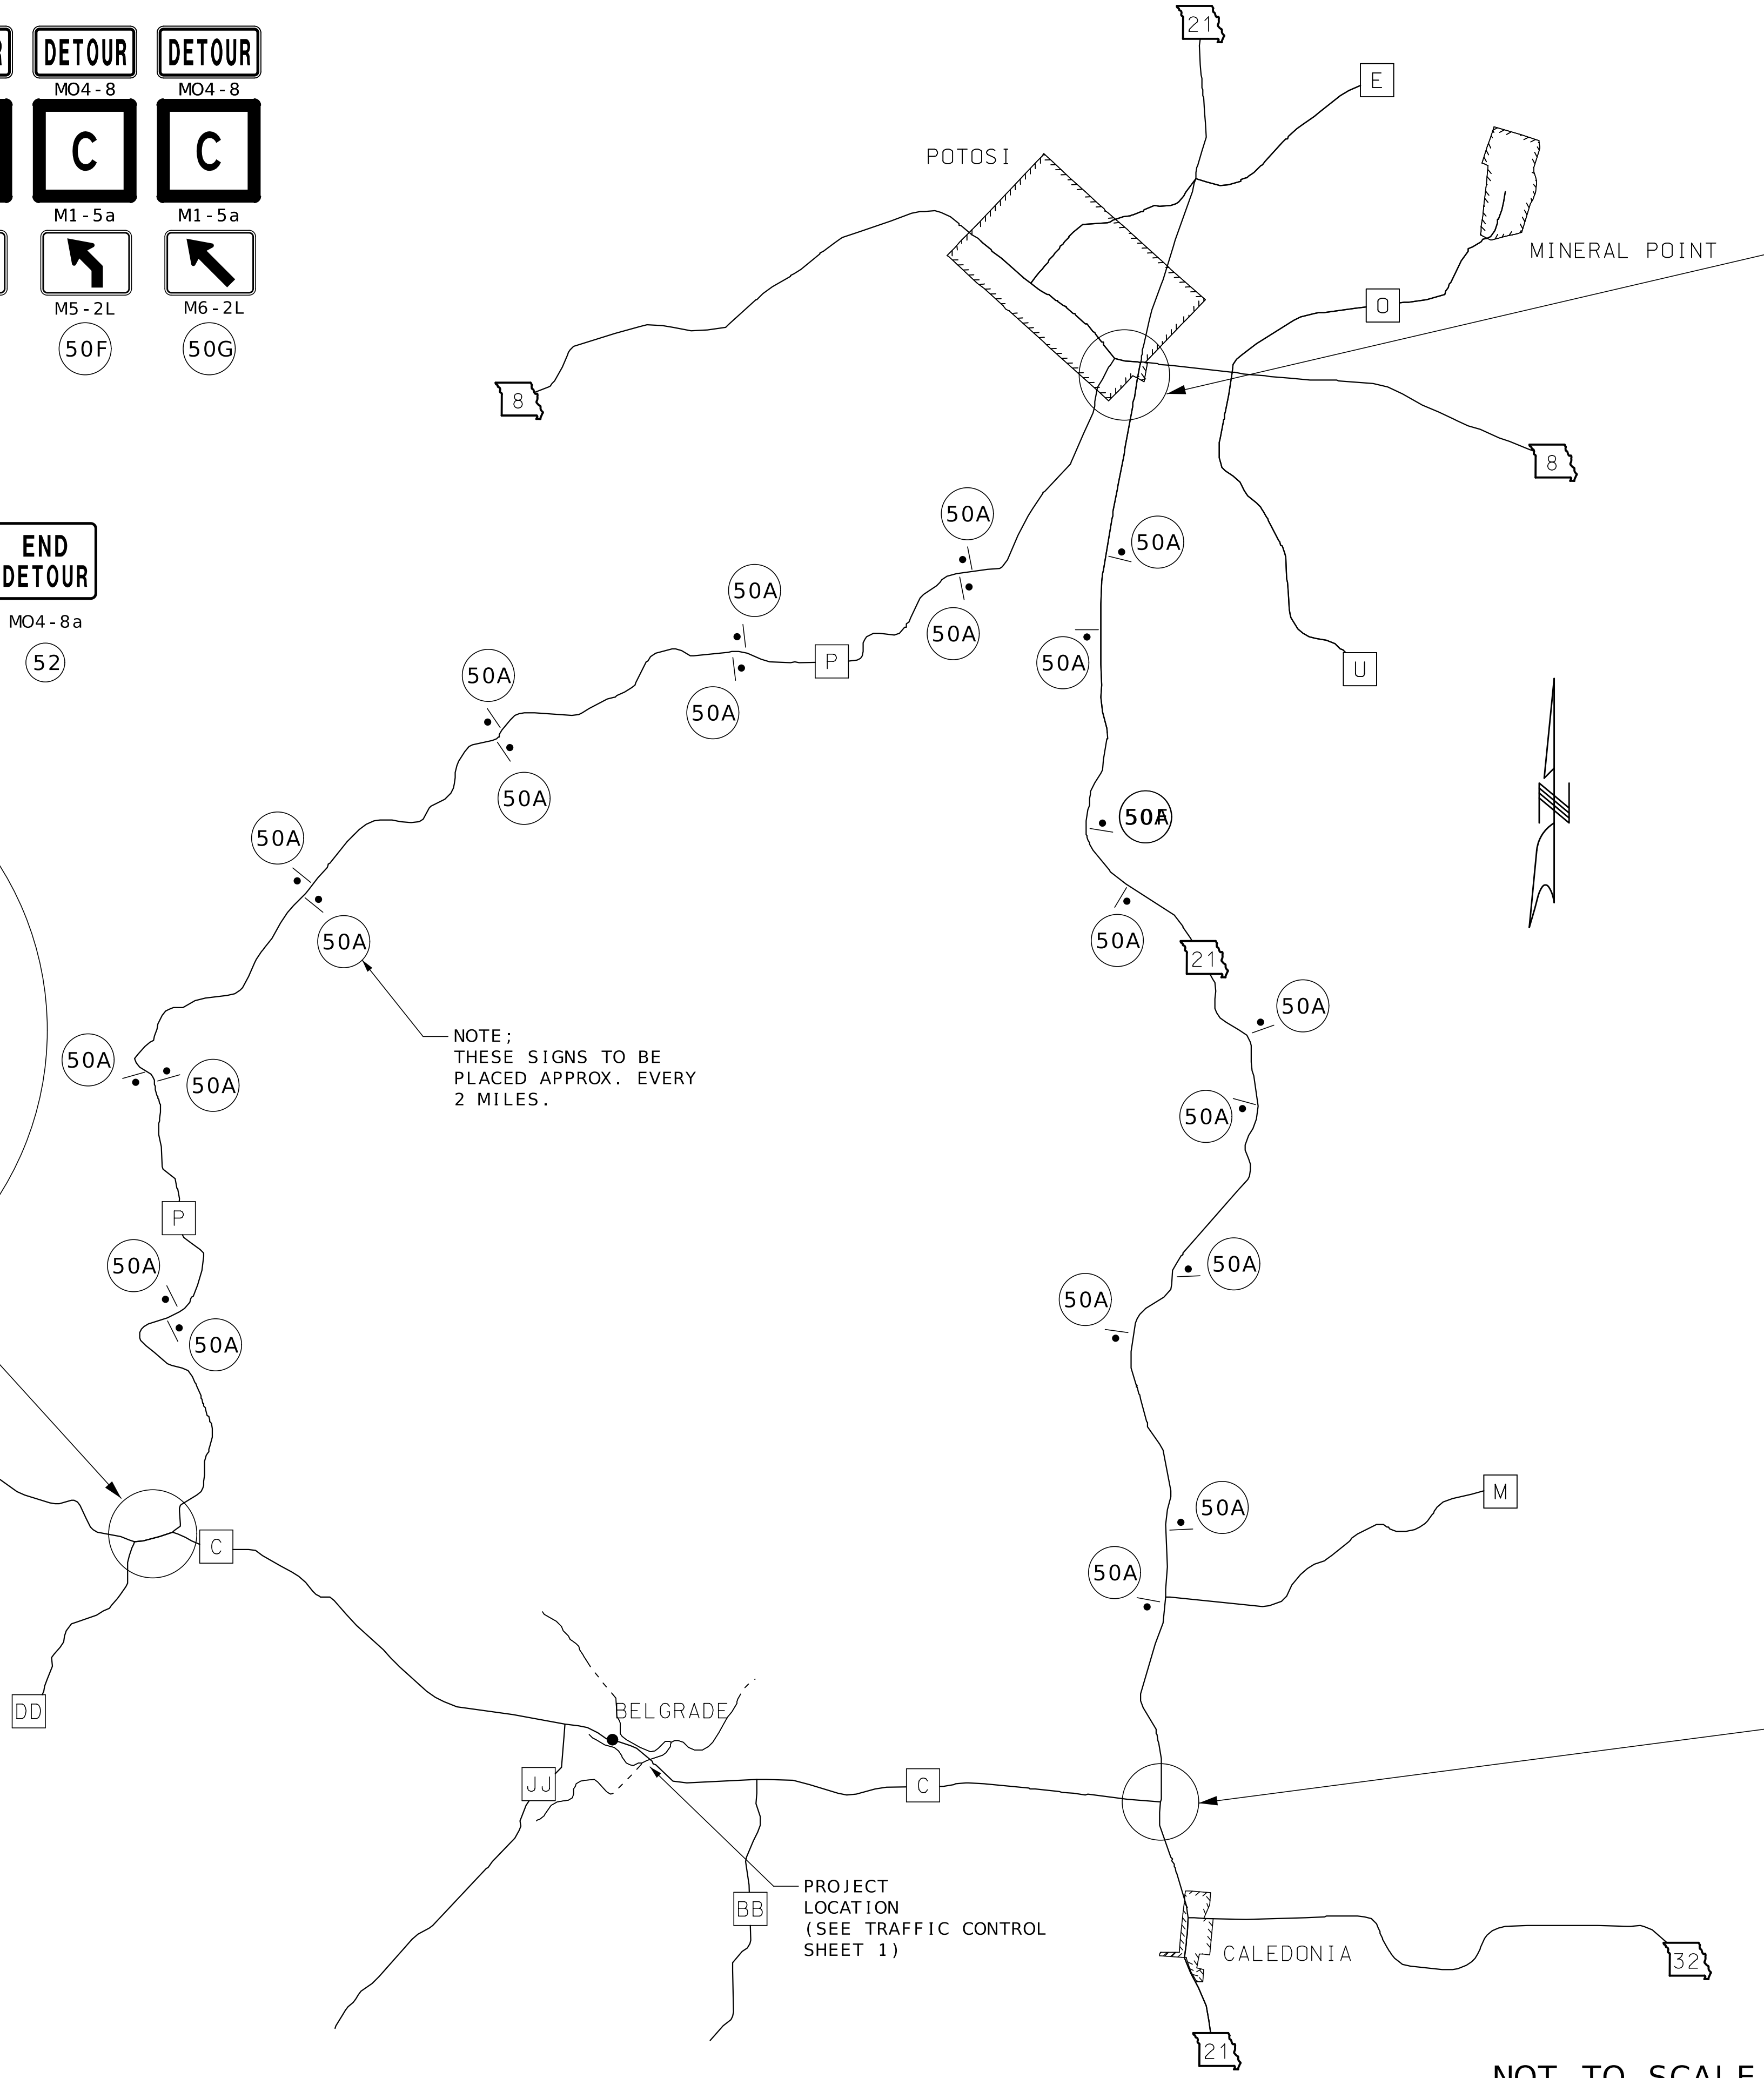 DETOUR
DETOUR
MO4-8
MO4-8
C
C
M1-5a
M1-5a
M5-2L
M6-2L
50F
50G
END
DETOUR
MO4-8a
52
21
E
POTOSI
MINERAL POINT
O
8
8
50A
50A
50A
50A
50A
50A
50A
P
U
50A
50A
50A
50A
50A
50A
21
50A
NOTE;
THESE SIGNS TO BE
PLACED APPROX. EVERY
2 MILES.
50A
50A
50A
P
50A
50A
50A
50A
M
50A
50A
C
DD
BELGRADE
JJ
C
PROJECT
LOCATION
(SEE TRAFFIC CONTROL
SHEET 1)
BB
CALEDONIA
32
21
NOT TO SCALE